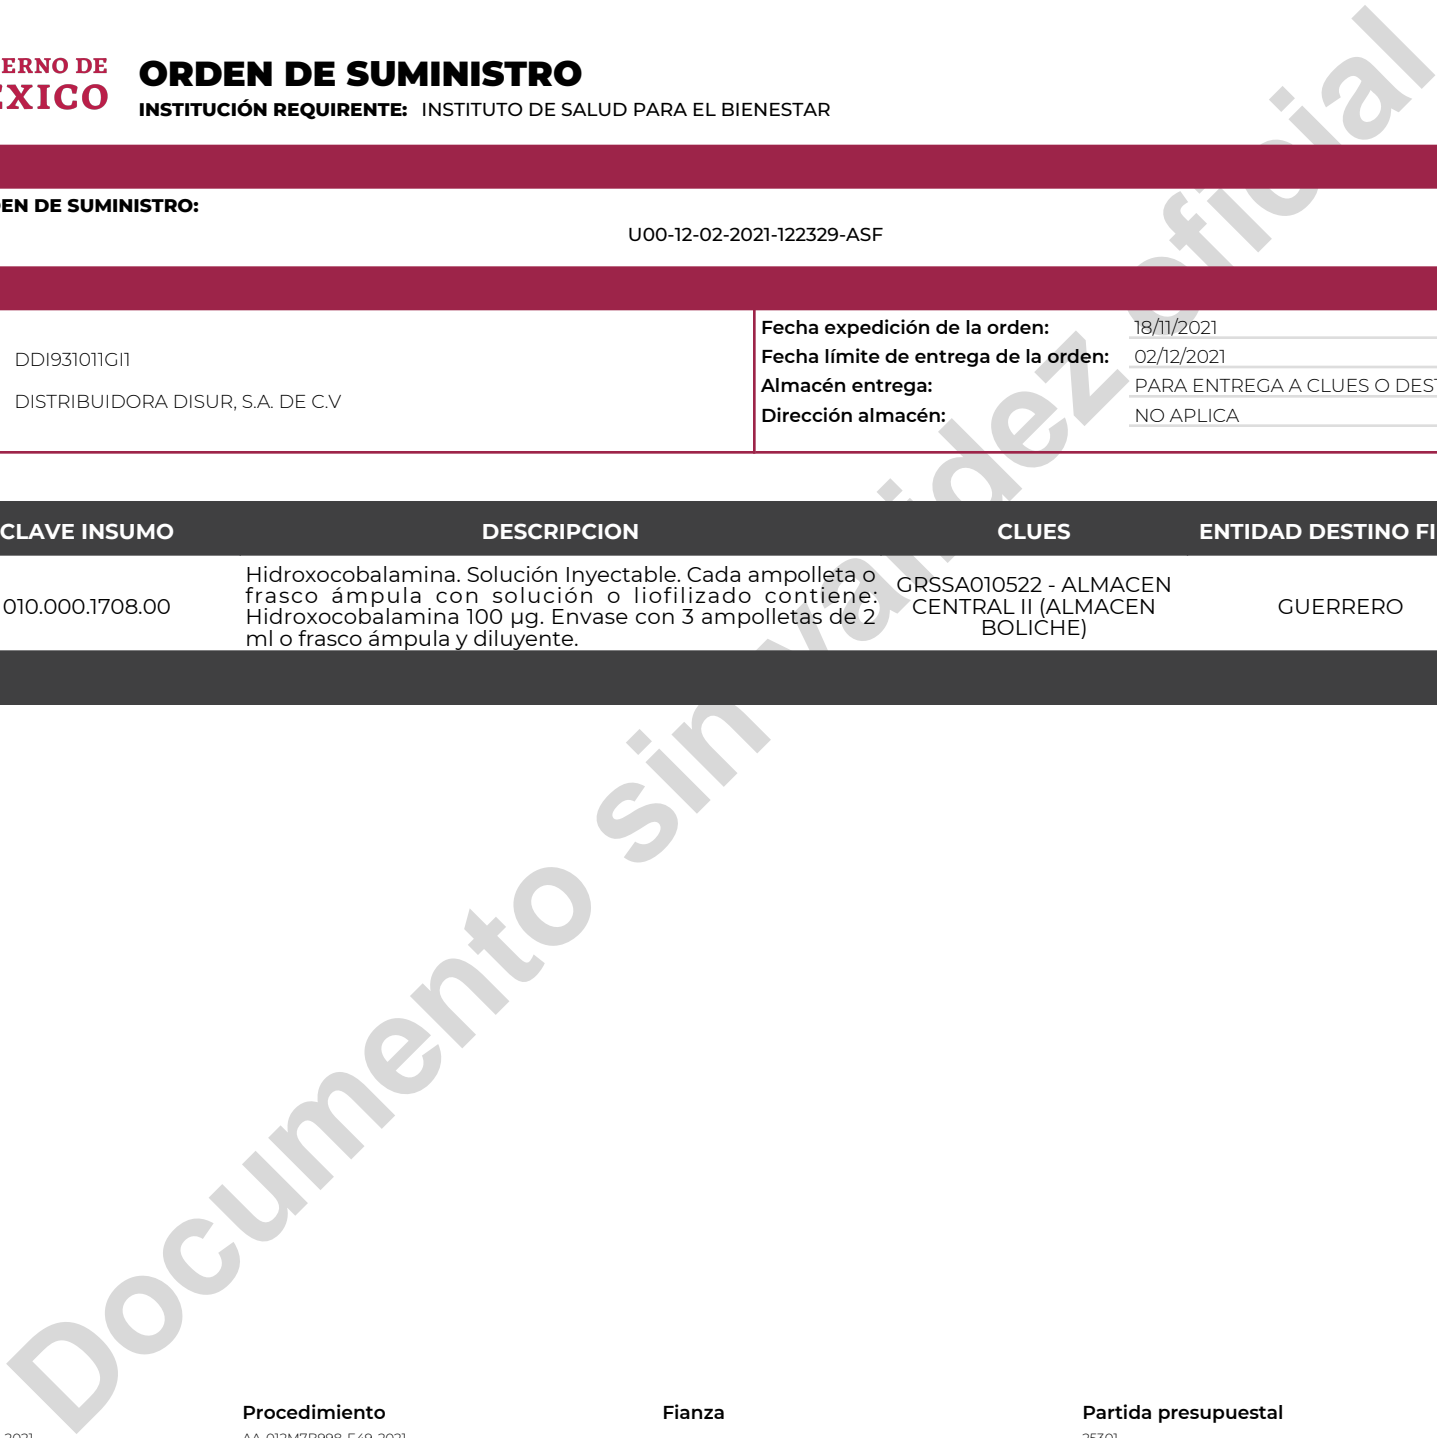 ERNO DE
EXICO
ORDEN DE SUMINISTRO
INSTITUCIÓN REQUIRENTE: INSTITUTO DE SALUD PARA EL BIENESTAR
EN DE SUMINISTRO:
U00-12-02-2021-122329-ASF
DDI931011GI1
DISTRIBUIDORA DISUR, S.A. DE C.V
Fecha expedición de la orden: 18/11/2021
Fecha límite de entrega de la orden: 02/12/2021
Almacén entrega: PARA ENTREGA A CLUES O DEST
Dirección almacén: NO APLICA
CLAVE INSUMO DESCRIPCION CLUES ENTIDAD DESTINO FI
010.000.1708.00
Hidroxocobalamina. Solución Inyectable. Cada ampolleta o
frasco ámpula con solución o liofilizado contiene:
Hidroxocobalamina 100 µg. Envase con 3 ampolletas de 2
ml o frasco ámpula y diluyente.
GRSSA010522 - ALMACEN
CENTRAL II (ALMACEN
BOLICHE)
GUERRERO
Documento sin validez oficial
Procedimiento Fianza Partida presupuestal